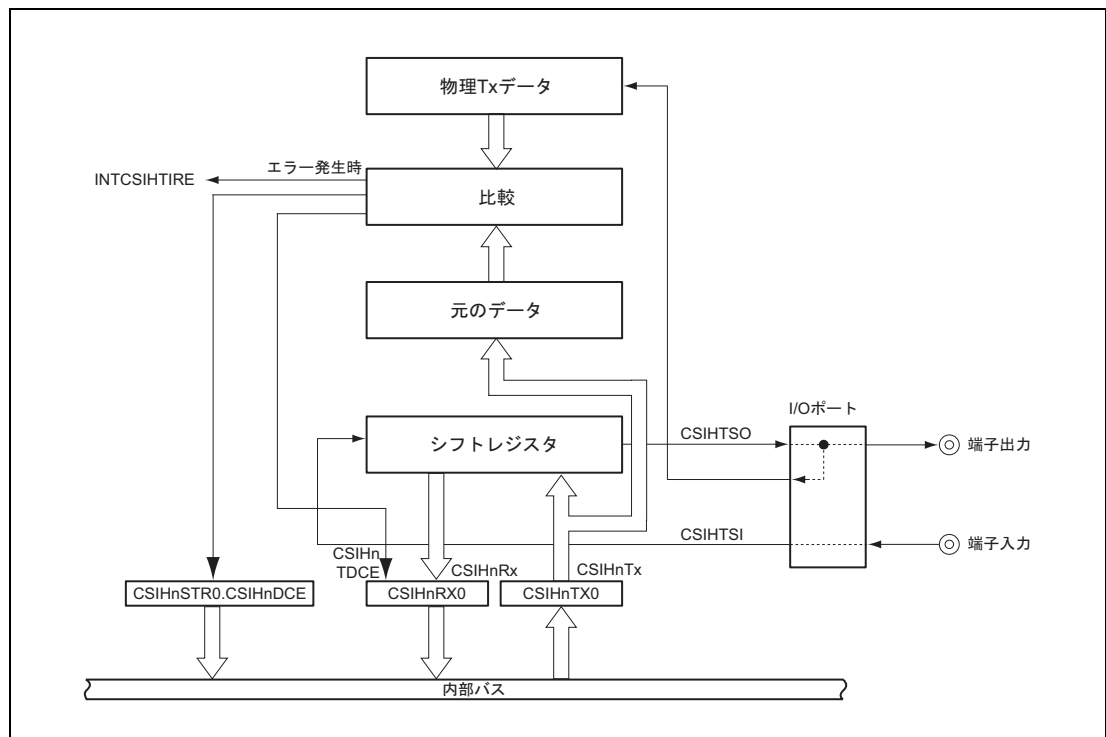 物理Txデータ
エラー発生時
INTCSIHTIRE
比較
元のデータ
I/Oポート
シフトレジスタ
CSIHTSO
端子出力
CSIHTSI
端子入力
CSIHn
TDCE
CSIHnRx
CSIHnTx
CSIHnSTR0.CSIHnDCE
CSIHnRX0
CSIHnTX0
内部バス